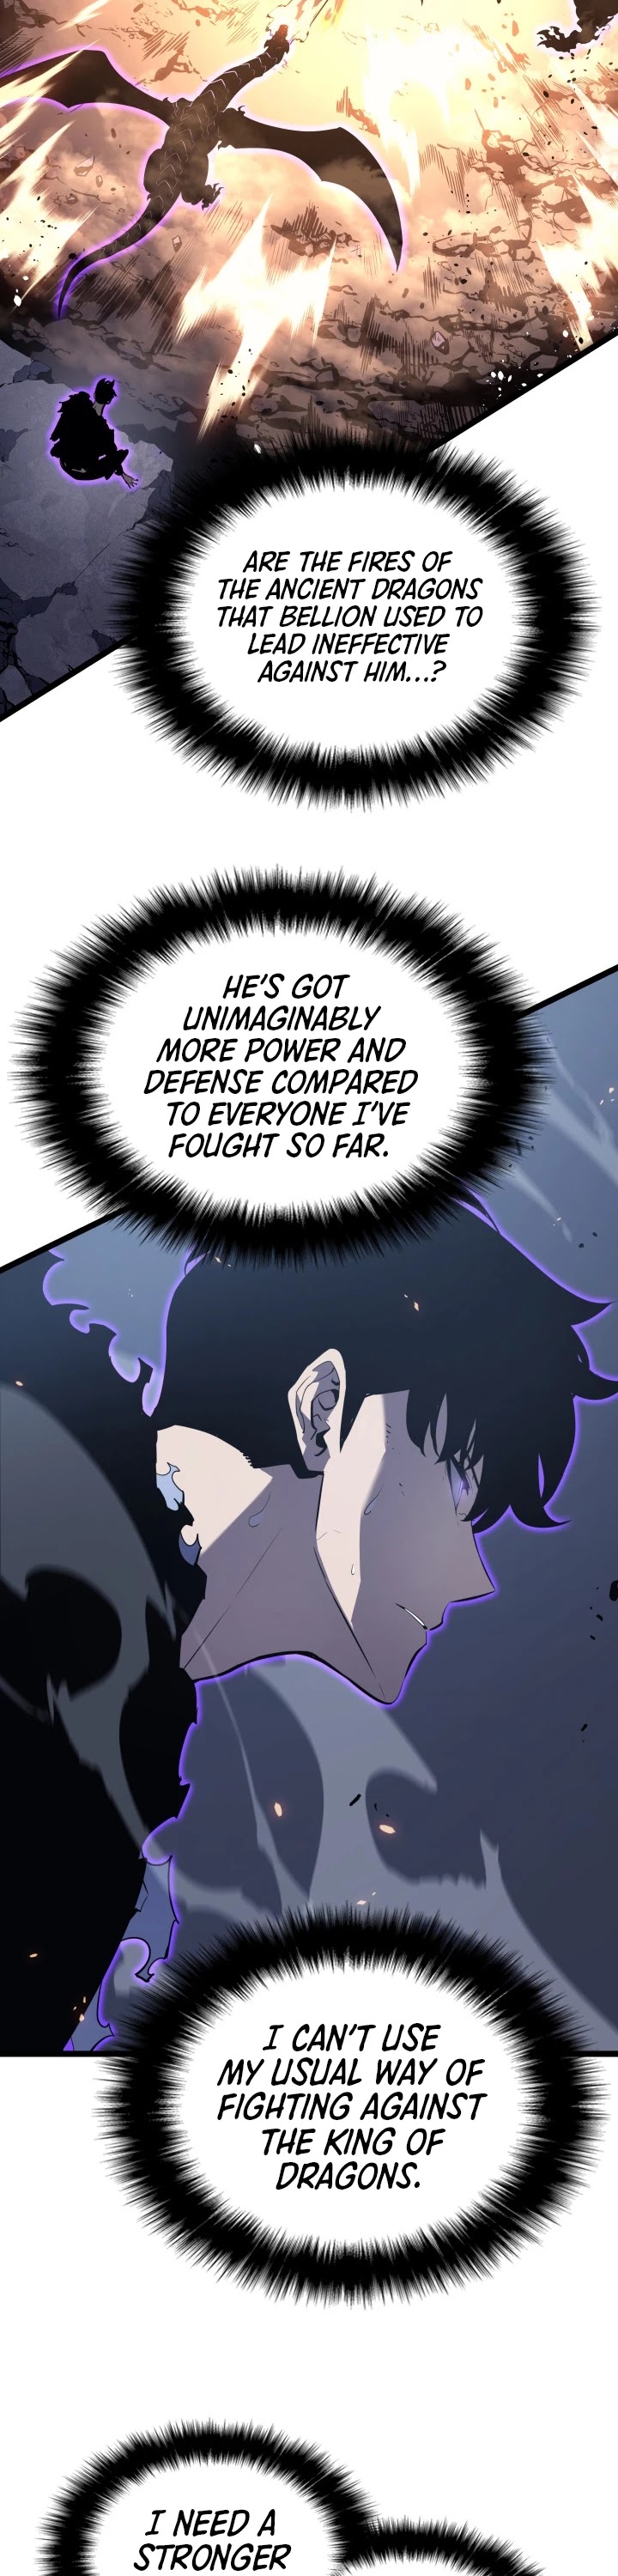 ARE THE FIRES OF
THE ANCIENT DRAGONS
THAT BELLION USED TO
LEAD INEFFECTIVE
AGAINST HIM...?
HE'S GOT
UNIMAGINABLY
MORE POWER AND
DEFENSE COMPARED
TO EVERYONE I'VE
FOUGHT SO FAR.
I CAN'T USE
MY USUAL WAY OF
FIGHTING AGAINST
THE KING OF
DRAGONS.
I NEED A
STRONGER